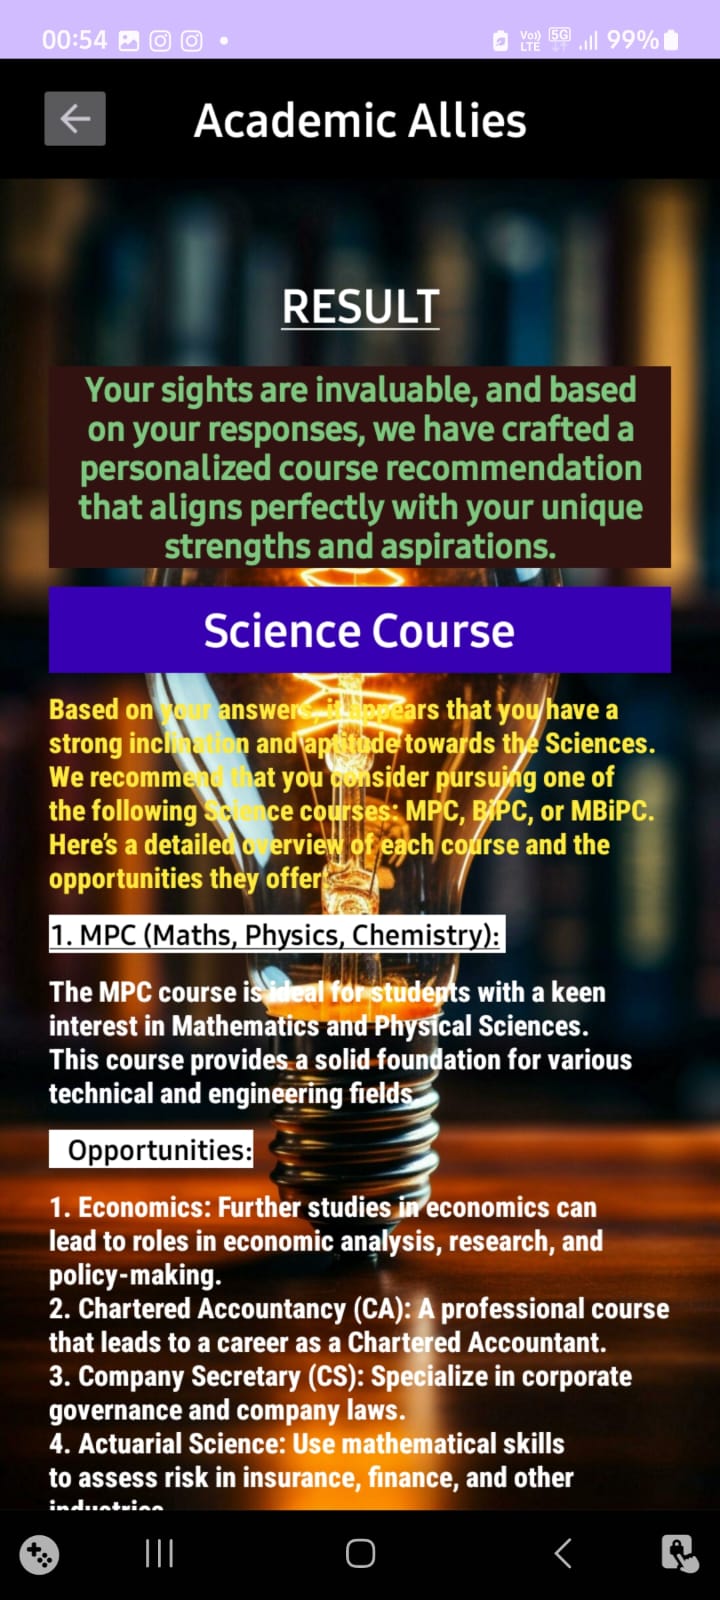 00:54
Vo))
LTE
5G
99%
Academic Allies
RESULT
Your sights are invaluable, and based
on your responses, we have crafted a
personalized course recommendation
that aligns perfectly with your unique
strengths and aspirations.
Science Course
Based on your answers, it appears that you have a
strong inclination and aptitude towards the Sciences.
We recommend that you consider pursuing one of
the following Science courses: MPC, BiPC, or MBiPC.
Here's a detailed overview of each course and the
opportunities they offer:
1. MPC (Maths, Physics, Chemistry):
The MPC course is ideal for students with a keen
interest in Mathematics and Physical Sciences.
This course provides a solid foundation for various
technical and engineering fields.
Opportunities:
1. Economics: Further studies in economics can
lead to roles in economic analysis, research, and
policy-making.
2. Chartered Accountancy (CA): A professional course
that leads to a career as a Chartered Accountant.
3. Company Secretary (CS): Specialize in corporate
governance and company laws.
4. Actuarial Science: Use mathematical skills
to assess risk in insurance, finance, and other
industries.